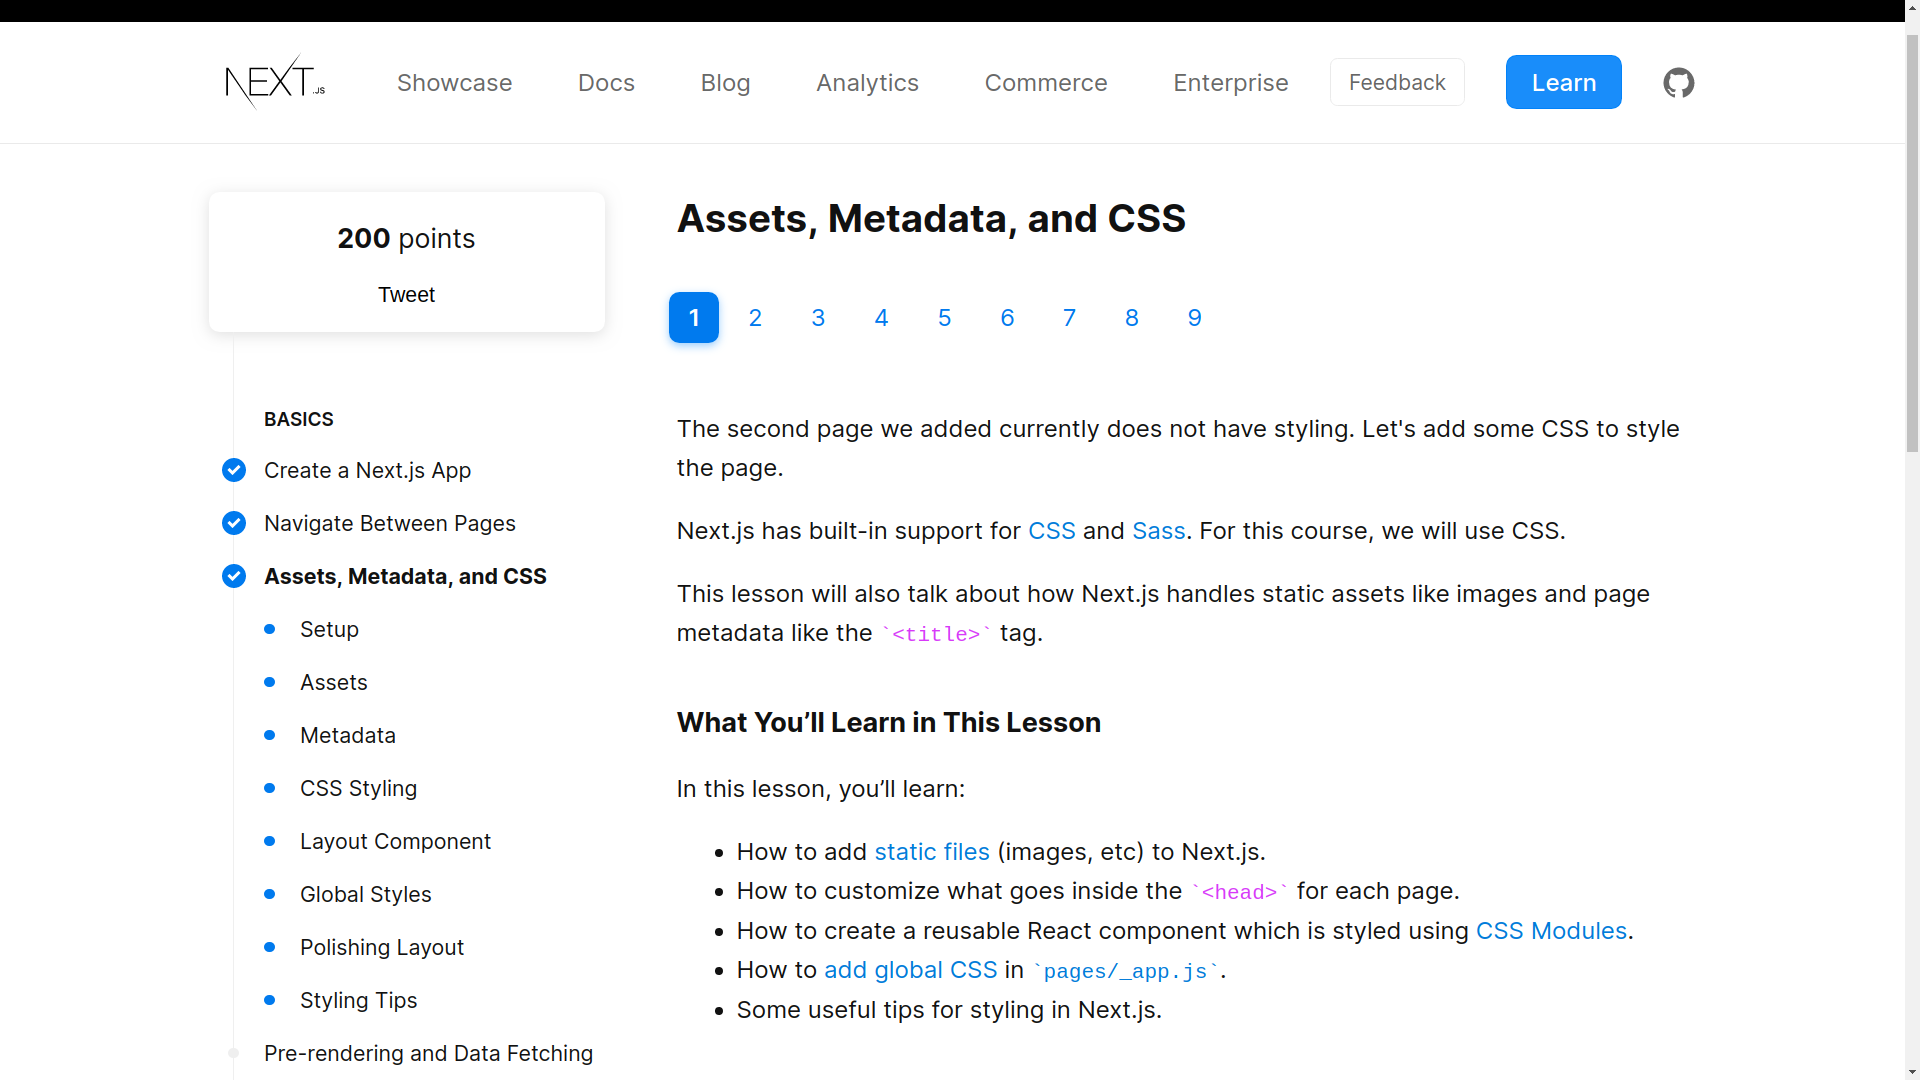 NEXT.JS
Showcase
Docs
Blog
Analytics
Commerce
Enterprise
Feedback
Learn
200 points
Tweet
BASICS
Create a Next.js App
Navigate Between Pages
Assets, Metadata, and CSS
Setup
Assets
Metadata
CSS Styling
Layout Component
Global Styles
Polishing Layout
Styling Tips
Pre-rendering and Data Fetching
Assets, Metadata, and CSS
1 2 3 4 5 6 7 8 9
The second page we added currently does not have styling. Let's add some CSS to style
the page.
Next.js has built-in support for CSS and Sass. For this course, we will use CSS.
This lesson will also talk about how Next.js handles static assets like images and page
metadata like the `<title>` tag.
What You’ll Learn in This Lesson
In this lesson, you’ll learn:
• How to add static files (images, etc) to Next.js.
• How to customize what goes inside the `<head>` for each page.
• How to create a reusable React component which is styled using CSS Modules.
• How to add global CSS in `pages/_app.js`.
• Some useful tips for styling in Next.js.